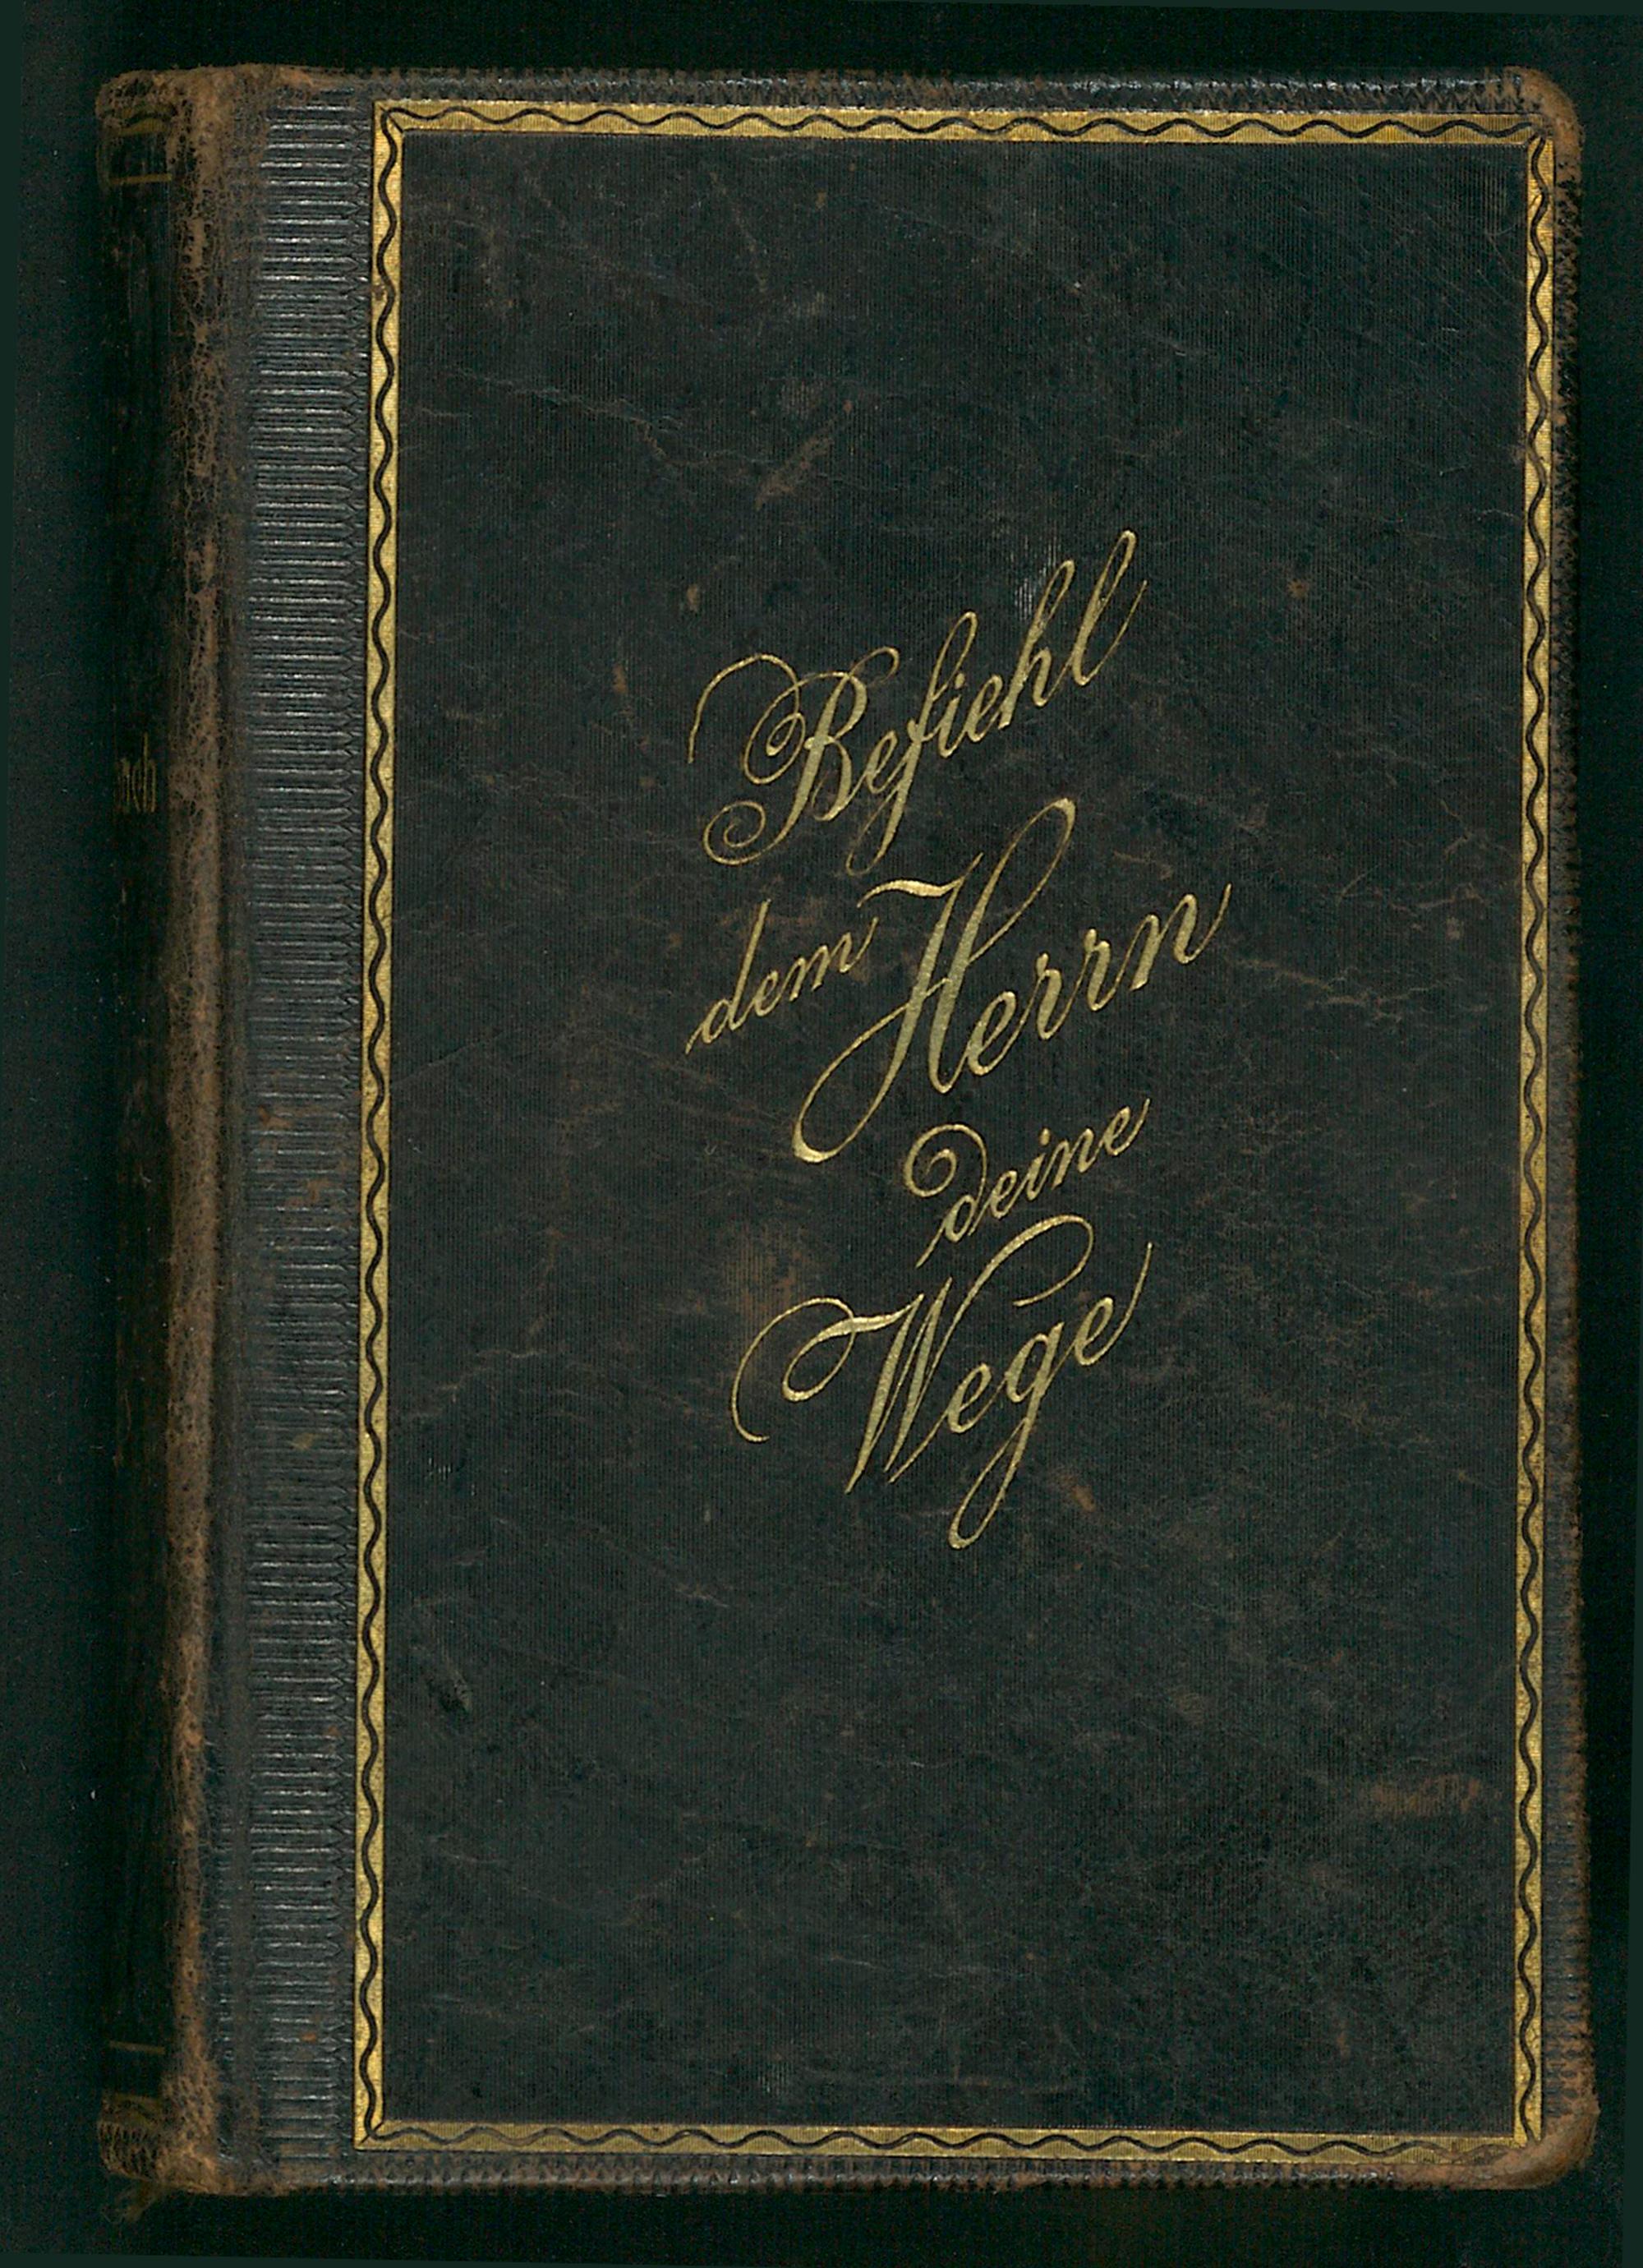 Befiehl
dem Herrn
deine
Wege